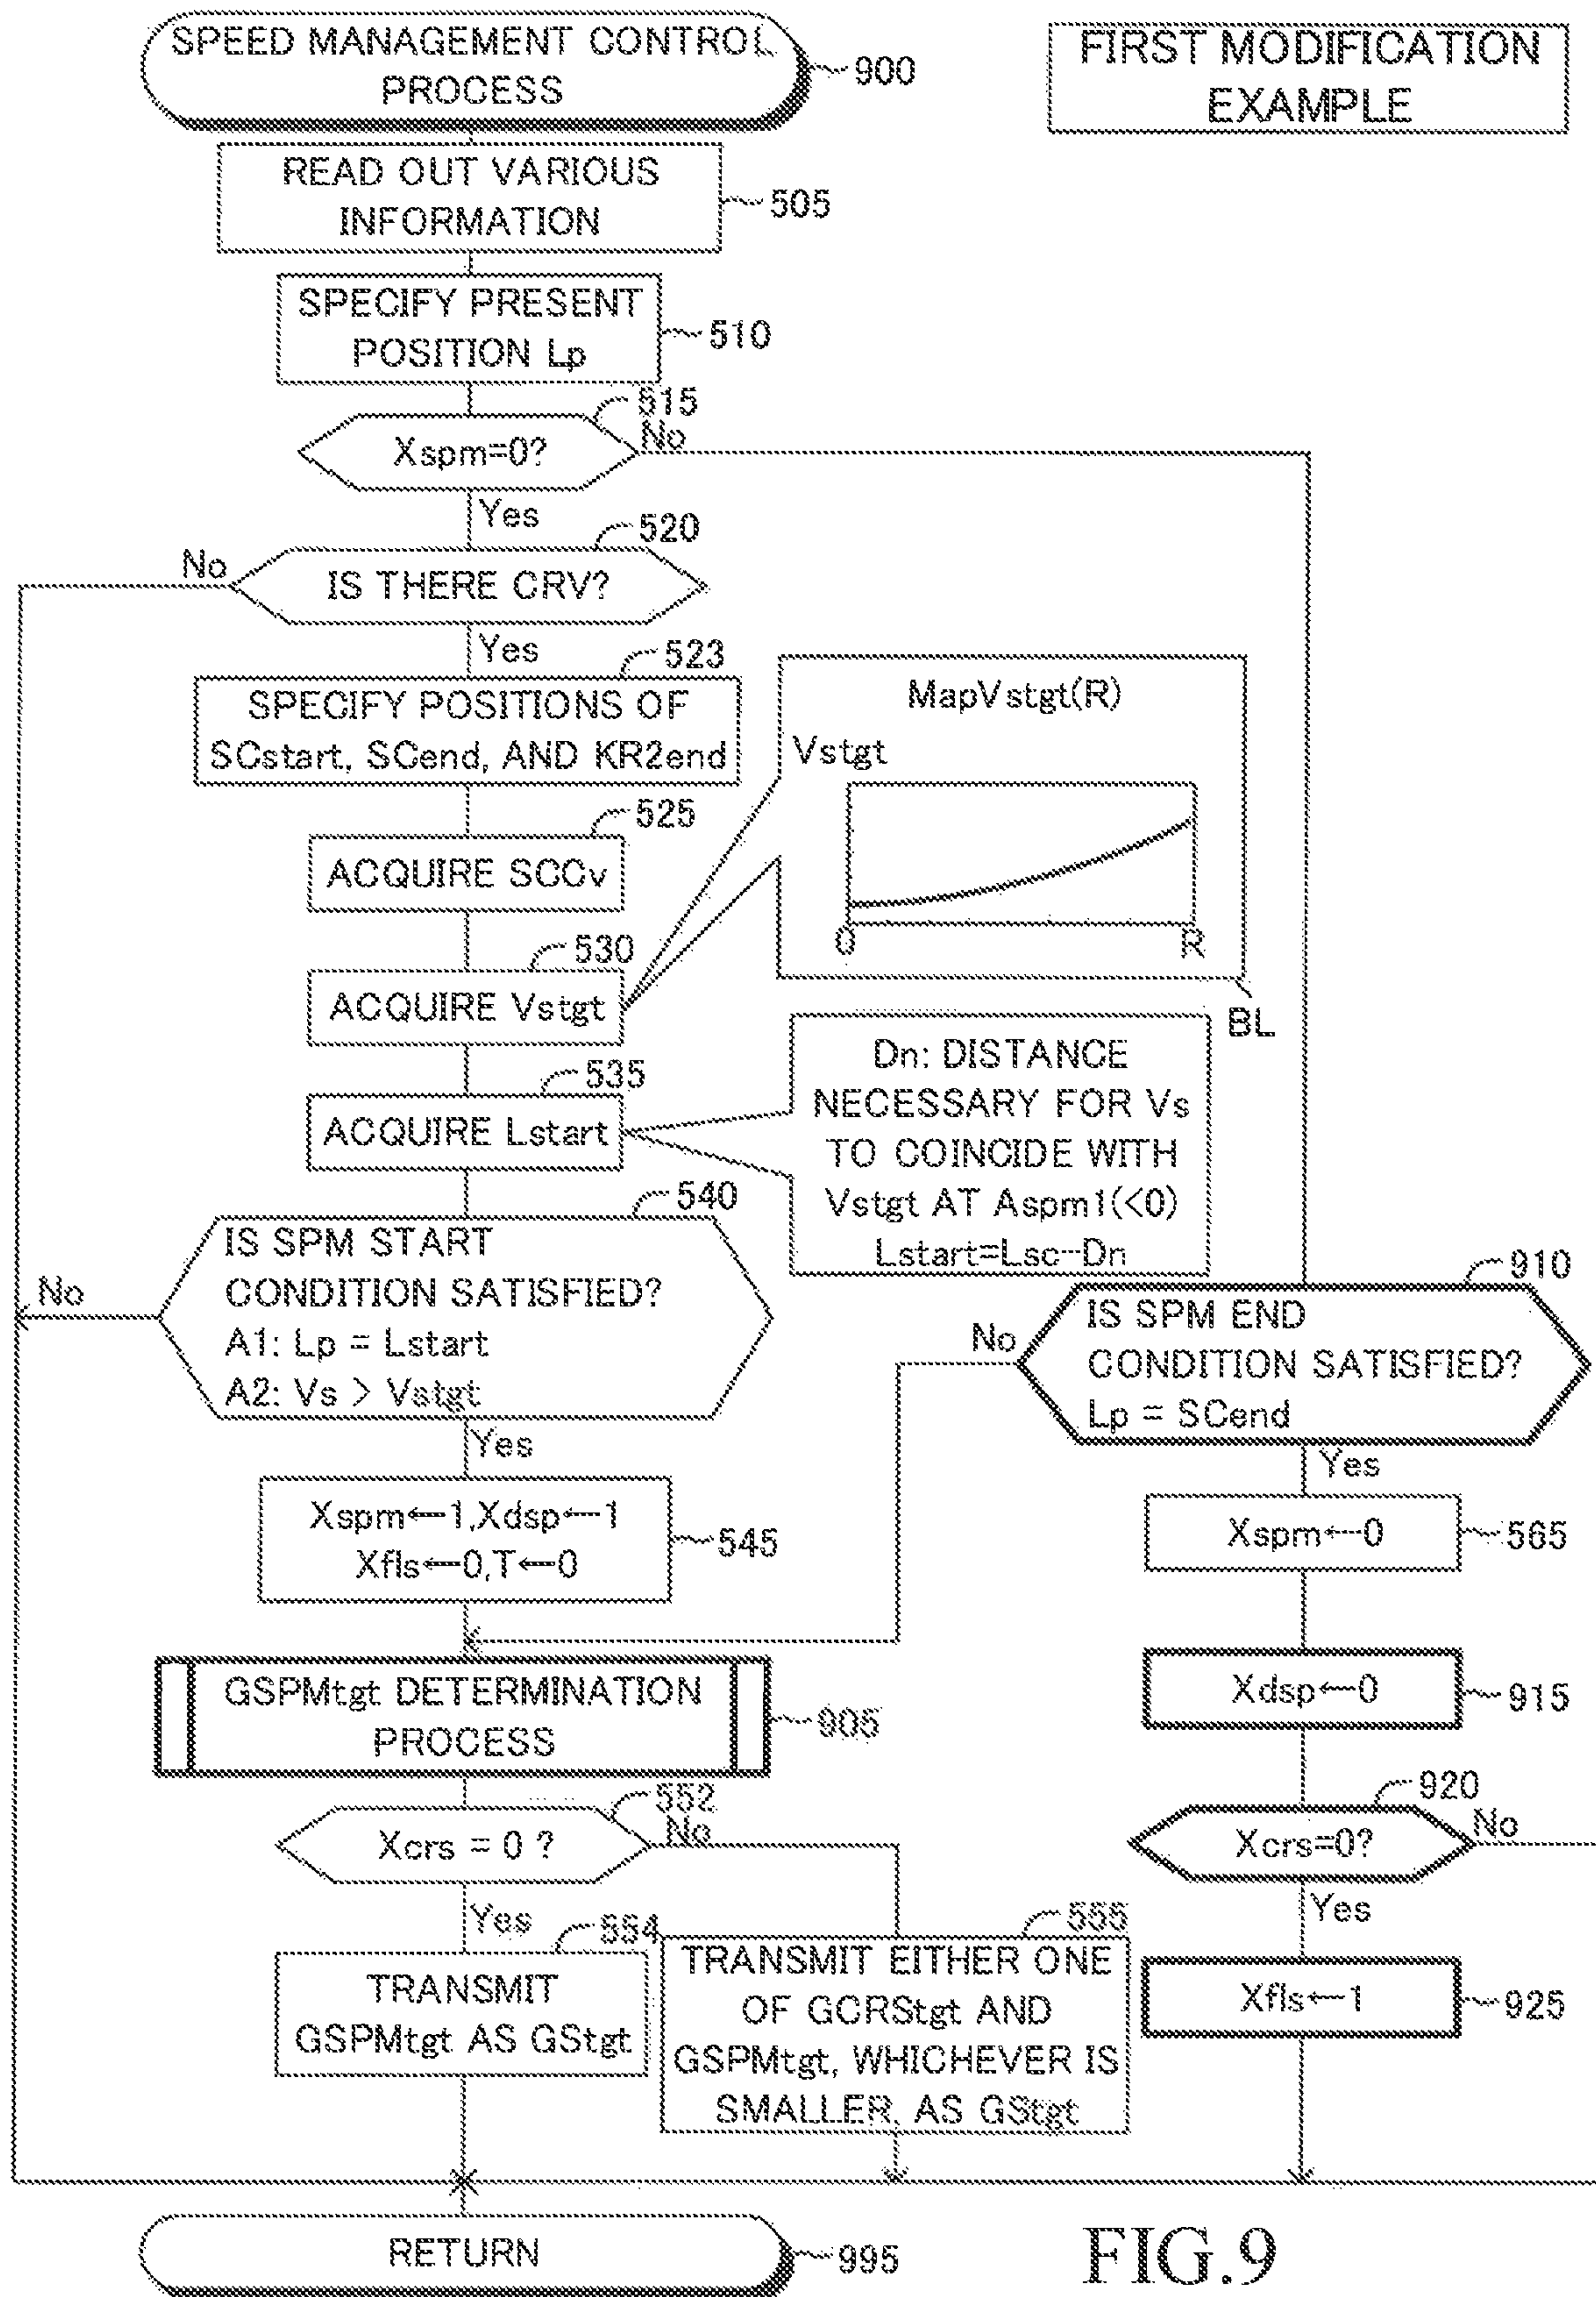 SPEED MANAGEMENT CONTROL
PROCESS
900
FIRST MODIFICATION
EXAMPLE
READ OUT VARIOUS
INFORMATION
505
SPECIFY PRESENT
POSITION Lp
510
515
Xspm=0?
No
Yes
520
No
IS THERE CRV?
Yes
523
SPECIFY POSITIONS OF
SCstart, SCend, AND KR2end
MapVstgt(R)
Vstgt
0
R
BL
525
ACQUIRE SCCv
530
ACQUIRE Vstgt
535
ACQUIRE Lstart
Dn: DISTANCE
NECESSARY FOR Vs
TO COINCIDE WITH
Vstgt AT Aspm1(<0)
Lstart=Lsc-Dn
540
IS SPM START
CONDITION SATISFIED?
A1: Lp = Lstart
A2: Vs > Vstgt
No
Yes
910
IS SPM END
CONDITION SATISFIED?
Lp = SCend
No
Yes
Xspm←1,Xdsp←1
Xfls←0,T←0
545
Xspm←0
565
GSPMtgt DETERMINATION
PROCESS
905
Xdsp←0
915
552
Xcrs = 0 ?
No
Yes
920
Xcrs=0?
No
Yes
554
TRANSMIT
GSPMtgt AS GStgt
555
TRANSMIT EITHER ONE
OF GCRStgt AND
GSPMtgt, WHICHEVER IS
SMALLER, AS GStgt
Xfls←1
925
RETURN
995
FIG.9